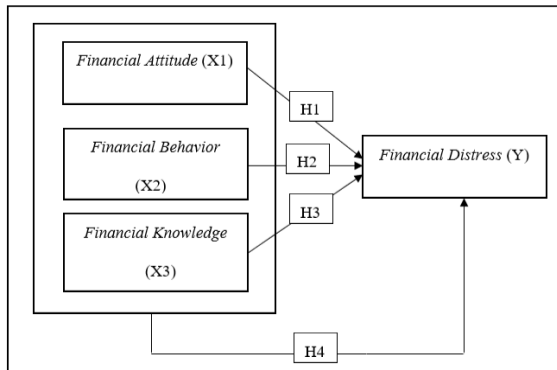 Financial Attitude (X1)
H1
Financial Behavior
(X2)
H2
Financial Distress (Y)
Financial Knowledge
(X3)
H3
H4